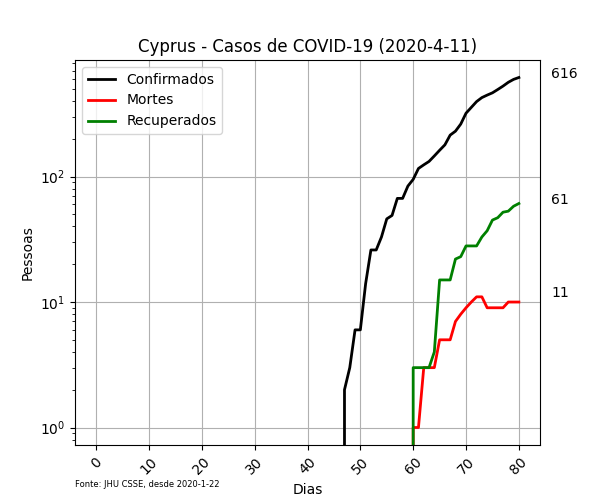 Cyprus - Casos de COVID-19 (2020-4-11)
Confirmados
Mortes
Recuperados
616
61
11
10²
10¹
10⁰
Pessoas
0 10 20 30 40 50 60 70 80
Dias
Fonte: JHU CSSE, desde 2020-1-22